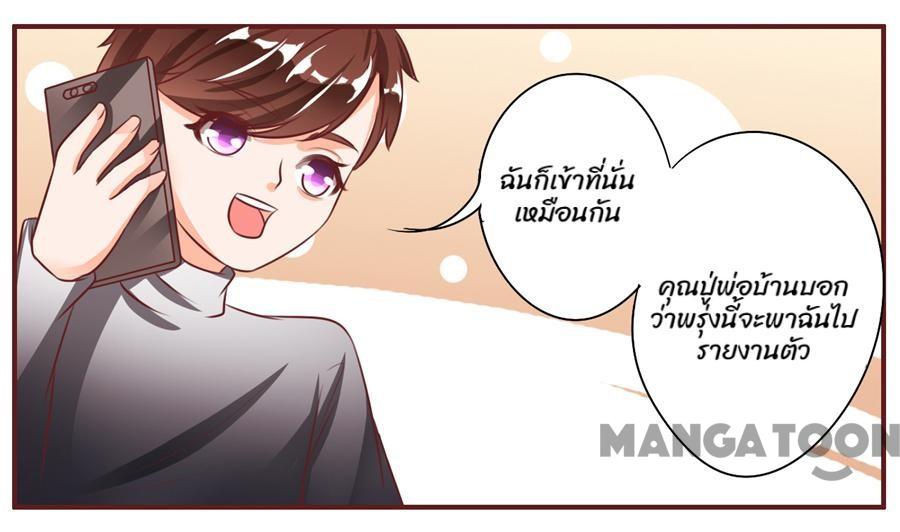 ฉันก็เข้าที่นั่น
เหมือนกัน
คุณปู่พ่อบ้านบอก
ว่าพรุ่งนี้จะพาฉันไป
รายงานตัว
MANGATOON